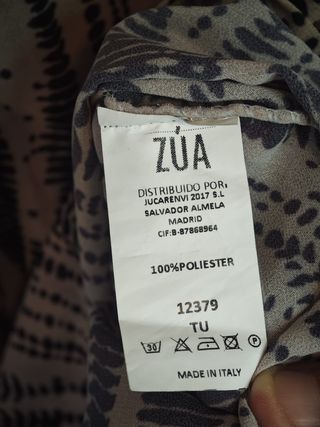 ZÚA
DISTRIBUIDO POR:
JUCARENVI 2017 S.L
SALVADOR ALMELA
MADRID
CIF:B-87868964
100%POLIESTER
12379
TU
30
P
MADE IN ITALY